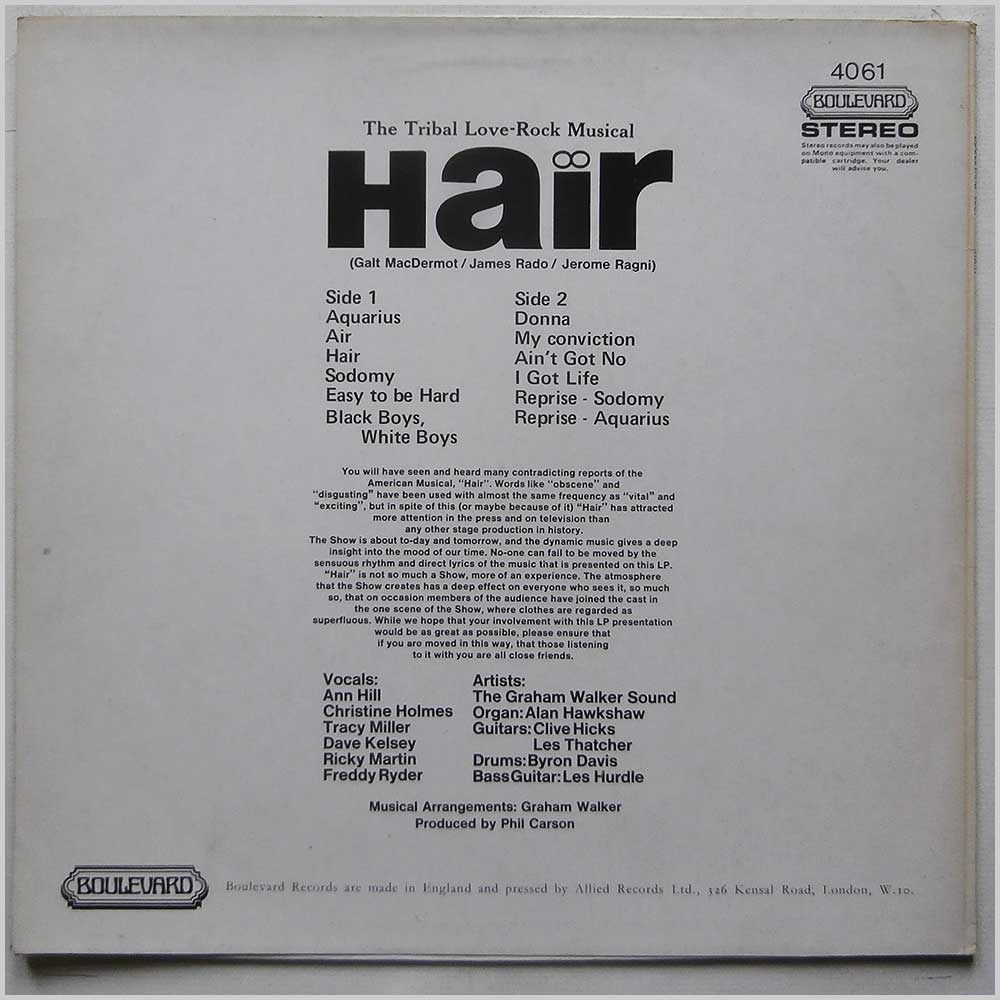 4061
BOULEVARD
STEREO
Stereo records may also be played
on Mono equipment with a com-
patible cartridge. Your dealer
will advise you.
The Tribal Love-Rock Musical
Hair
(Galt MacDermot / James Rado / Jerome Ragni)
Side 1
Aquarius
Air
Hair
Sodomy
Easy to be Hard
Black Boys,
White Boys
Side 2
Donna
My conviction
Ain't Got No
I Got Life
Reprise - Sodomy
Reprise - Aquarius
You will have seen and heard many contradicting reports of the
American Musical, "Hair". Words like "obscene" and
"disgusting" have been used with almost the same frequency as "vital" and
"exciting", but in spite of this (or maybe because of it) "Hair" has attracted
more attention in the press and on television than
any other stage production in history.
The Show is about to-day and tomorrow, and the dynamic music gives a deep
insight into the mood of our time. No-one can fail to be moved by the
sensuous rhythm and direct lyrics of the music that is presented on this LP.
"Hair" is not so much a Show, more of an experience. The atmosphere
that the Show creates has a deep effect on everyone who sees it, so much
so, that on occasion members of the audience have joined the cast in
the one scene of the Show, where clothes are regarded as
superfluous. While we hope that your involvement with this LP presentation
would be as great as possible, please ensure that
if you are moved in this way, that those listening
to it with you are all close friends.
Vocals:
Ann Hill
Christine Holmes
Tracy Miller
Dave Kelsey
Ricky Martin
Freddy Ryder
Artists:
The Graham Walker Sound
Organ: Alan Hawkshaw
Guitars: Clive Hicks
Les Thatcher
Drums: Byron Davis
Bass Guitar: Les Hurdle
Musical Arrangements: Graham Walker
Produced by Phil Carson
BOULEVARD
Boulevard Records are made in England and pressed by Allied Records Ltd., 326 Kensal Road, London, W.10.